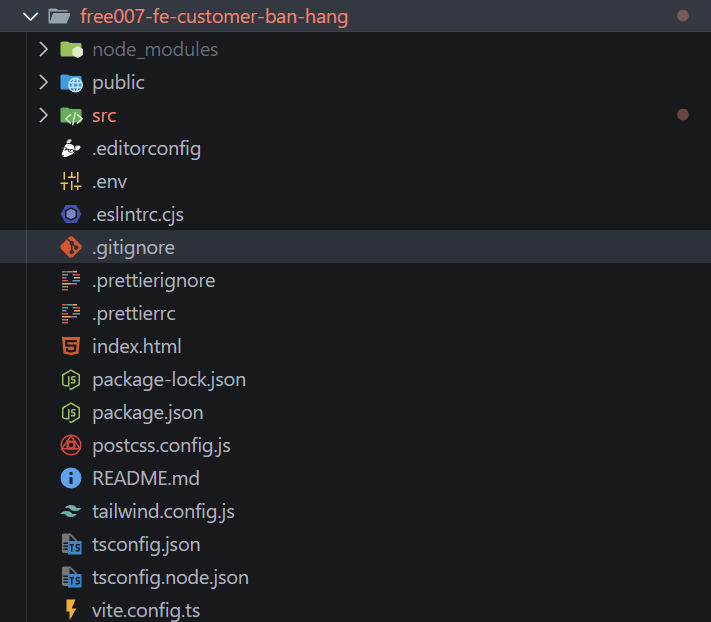 free007-fe-customer-ban-hang
node_modules
public
src
.editorconfig
.env
.eslintrc.cjs
.gitignore
.prettierignore
.prettierrc
index.html
package-lock.json
package.json
postcss.config.js
README.md
tailwind.config.js
tsconfig.json
tsconfig.node.json
vite.config.ts